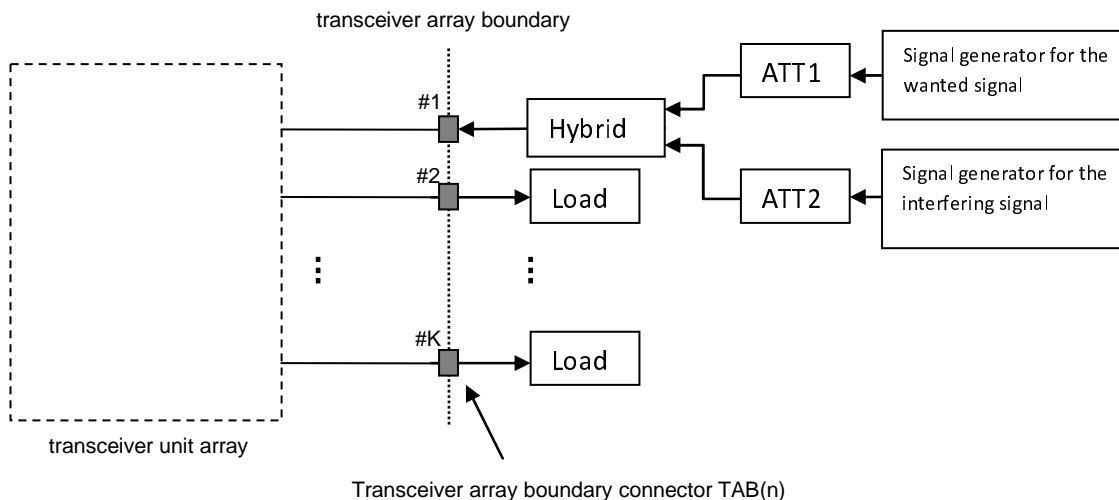 transceiver array boundary
Signal generator for the
wanted signal
ATT1
#1
Hybrid
#2
Load
ATT2
Signal generator for the
interfering signal
#K
Load
transceiver unit array
Transceiver array boundary connector TAB(n)